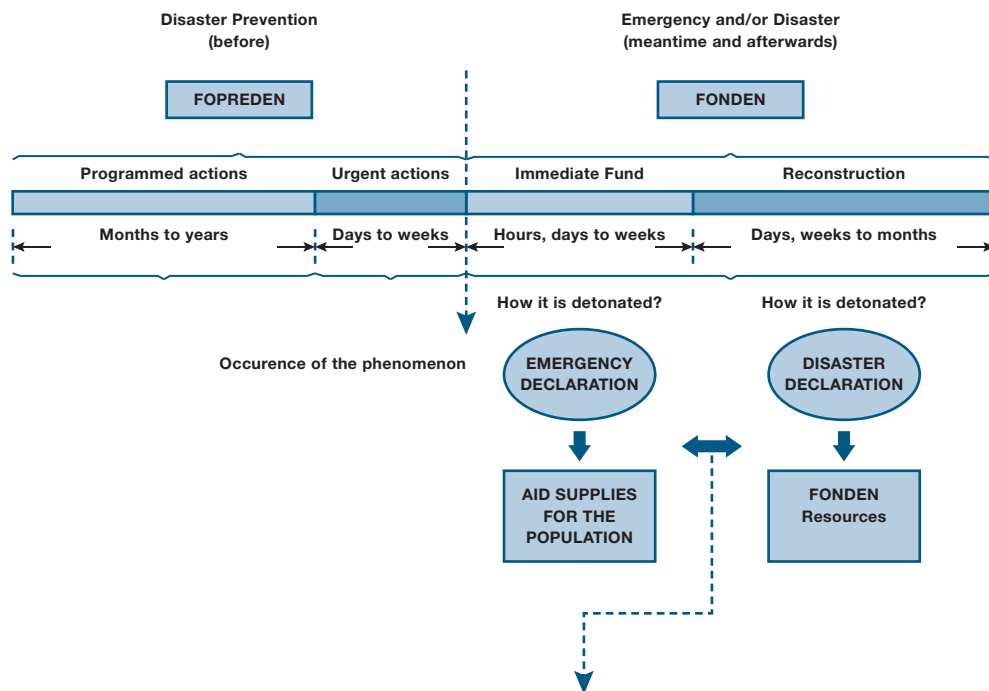 Disaster Prevention
(before)
Emergency and/or Disaster
(meantime and afterwards)
FOPREDEN
FONDEN
Programmed actions
Urgent actions
Immediate Fund
Reconstruction
Months to years
Days to weeks
Hours, days to weeks
Days, weeks to months
How it is detonated?
How it is detonated?
Occurence of the phenomenon
EMERGENCY
DECLARATION
DISASTER
DECLARATION
AID SUPPLIES
FOR THE
POPULATION
FONDEN
Resources